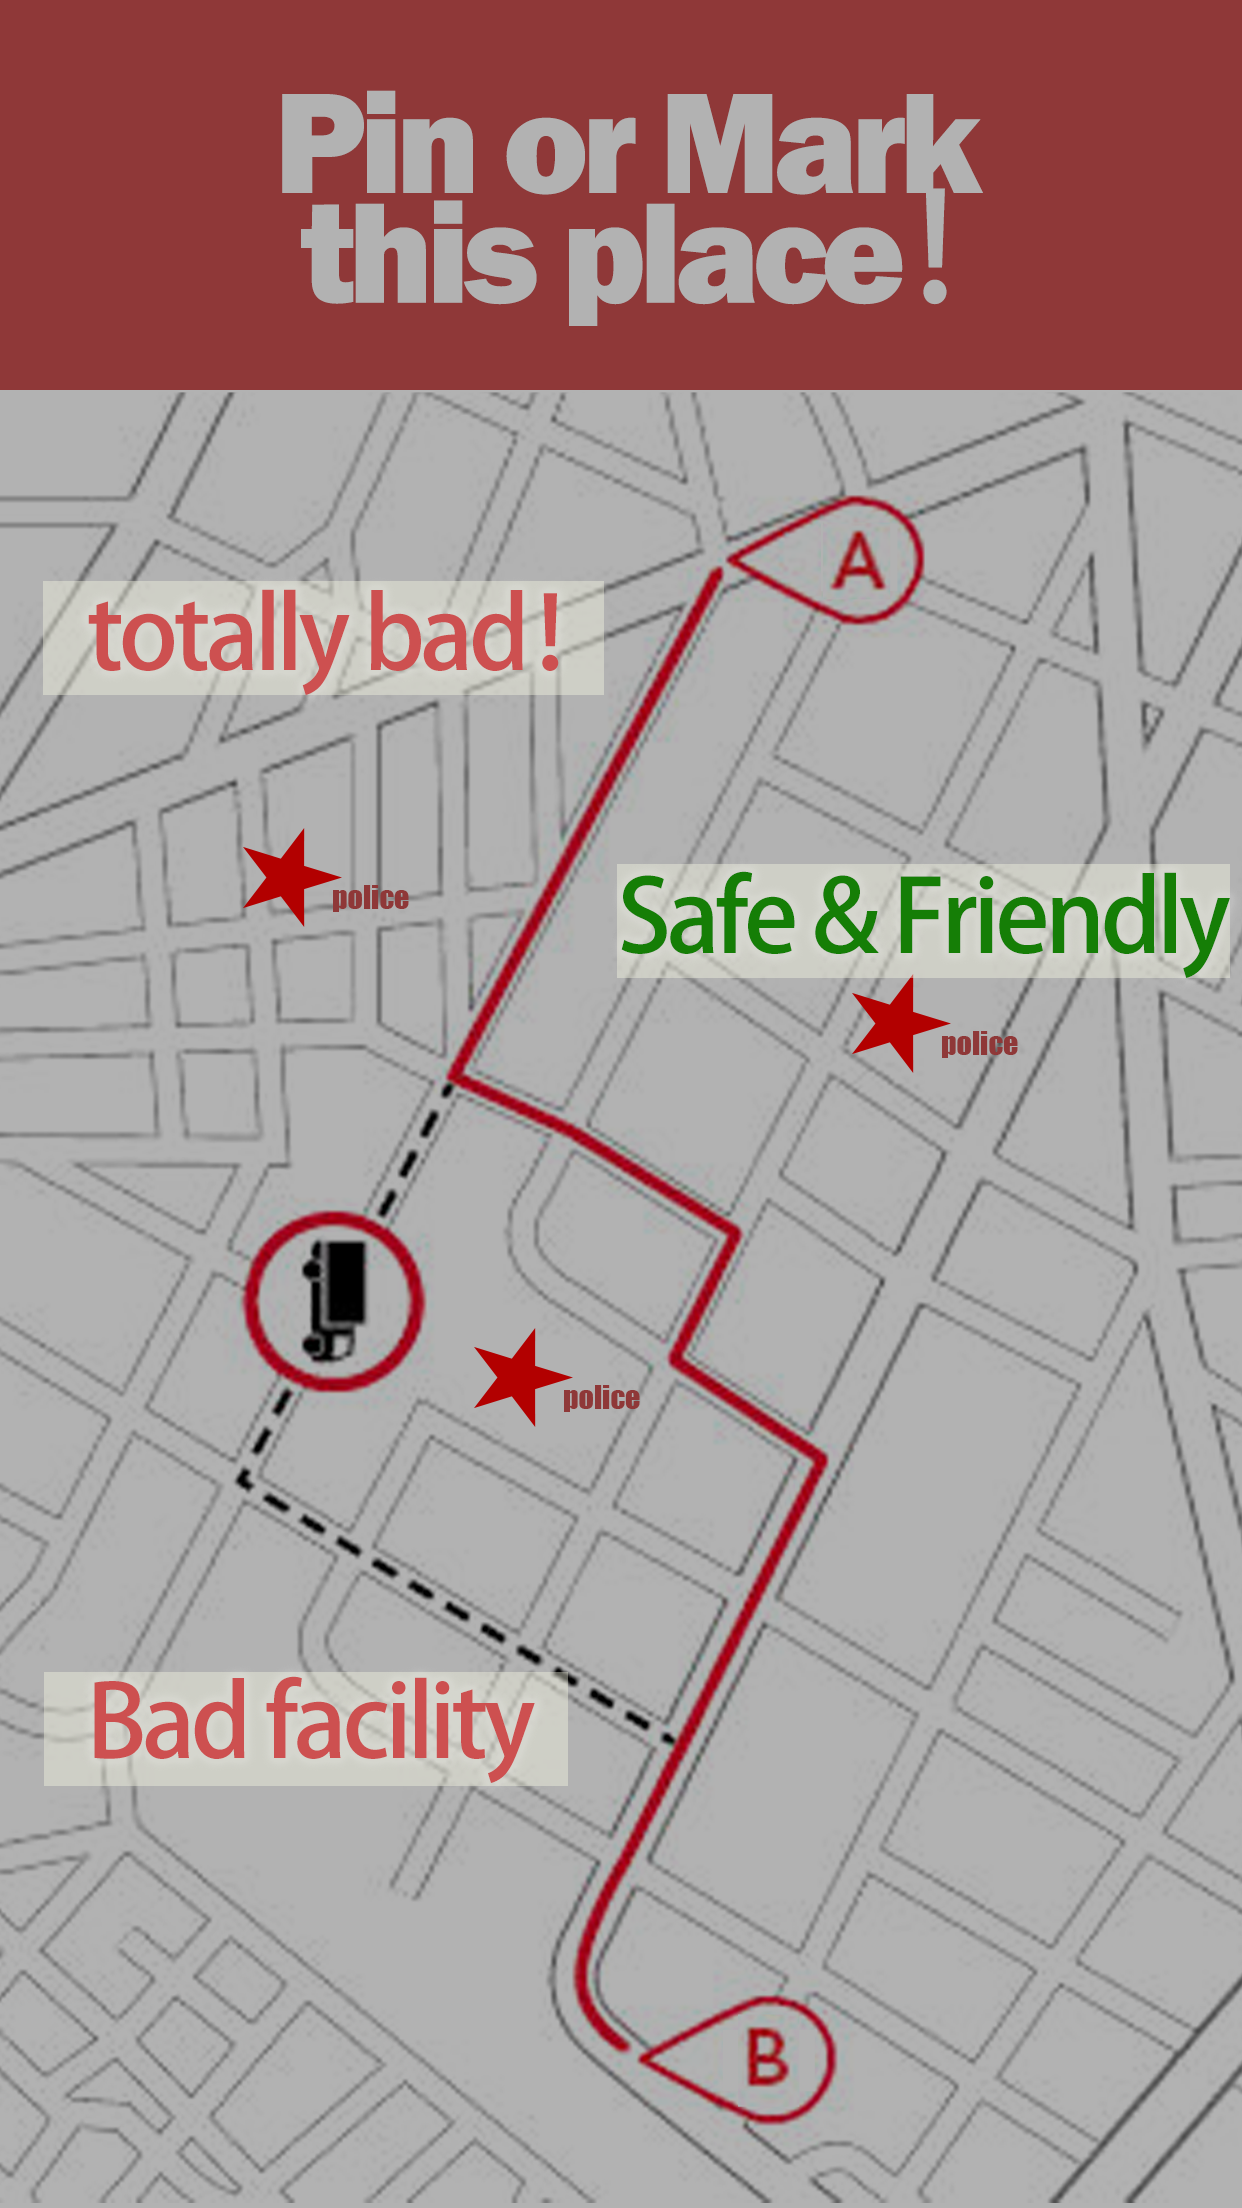 Pin or Mark
this place!
A
totally bad!
police
Safe & Friendly
police
police
Bad facility
B